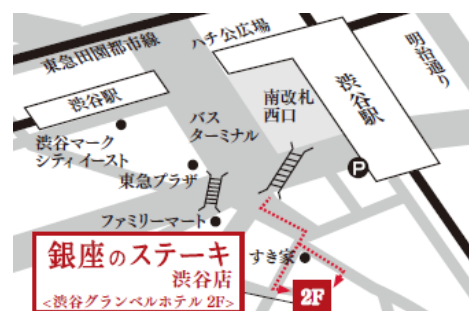 東急田園都市線
ハチ公広場
明治通り
渋谷駅
渋谷駅
バス
ターミナル
南改札
西口
渋谷マーク
シティ イースト
東急プラザ
P
ファミリーマート
すき家
銀座のステーキ
渋谷店
<渋谷グランベルホテル 2F>
2F